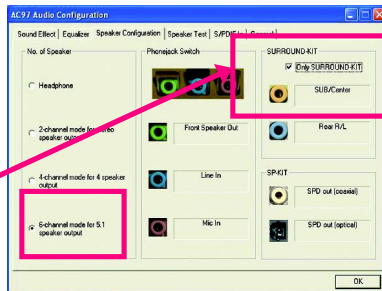 AC97 Audio Configuration
Sound Effect | Equalizer | Speaker Configuration | Speaker Test | S/PDIF In | General
No. of Speaker
Headphone
2-channel mode for stereo
speaker output
4-channel mode for 4 speaker
output
6-channel mode for 5.1
speaker output
Phonejack Switch
Front Speaker Out
Line In
Mic In
SURROUND-KIT
Only SURROUND-KIT
SUB/Center
Rear R/L
SP-KIT
SPD out (coaxial)
SPD out (optical)
OK